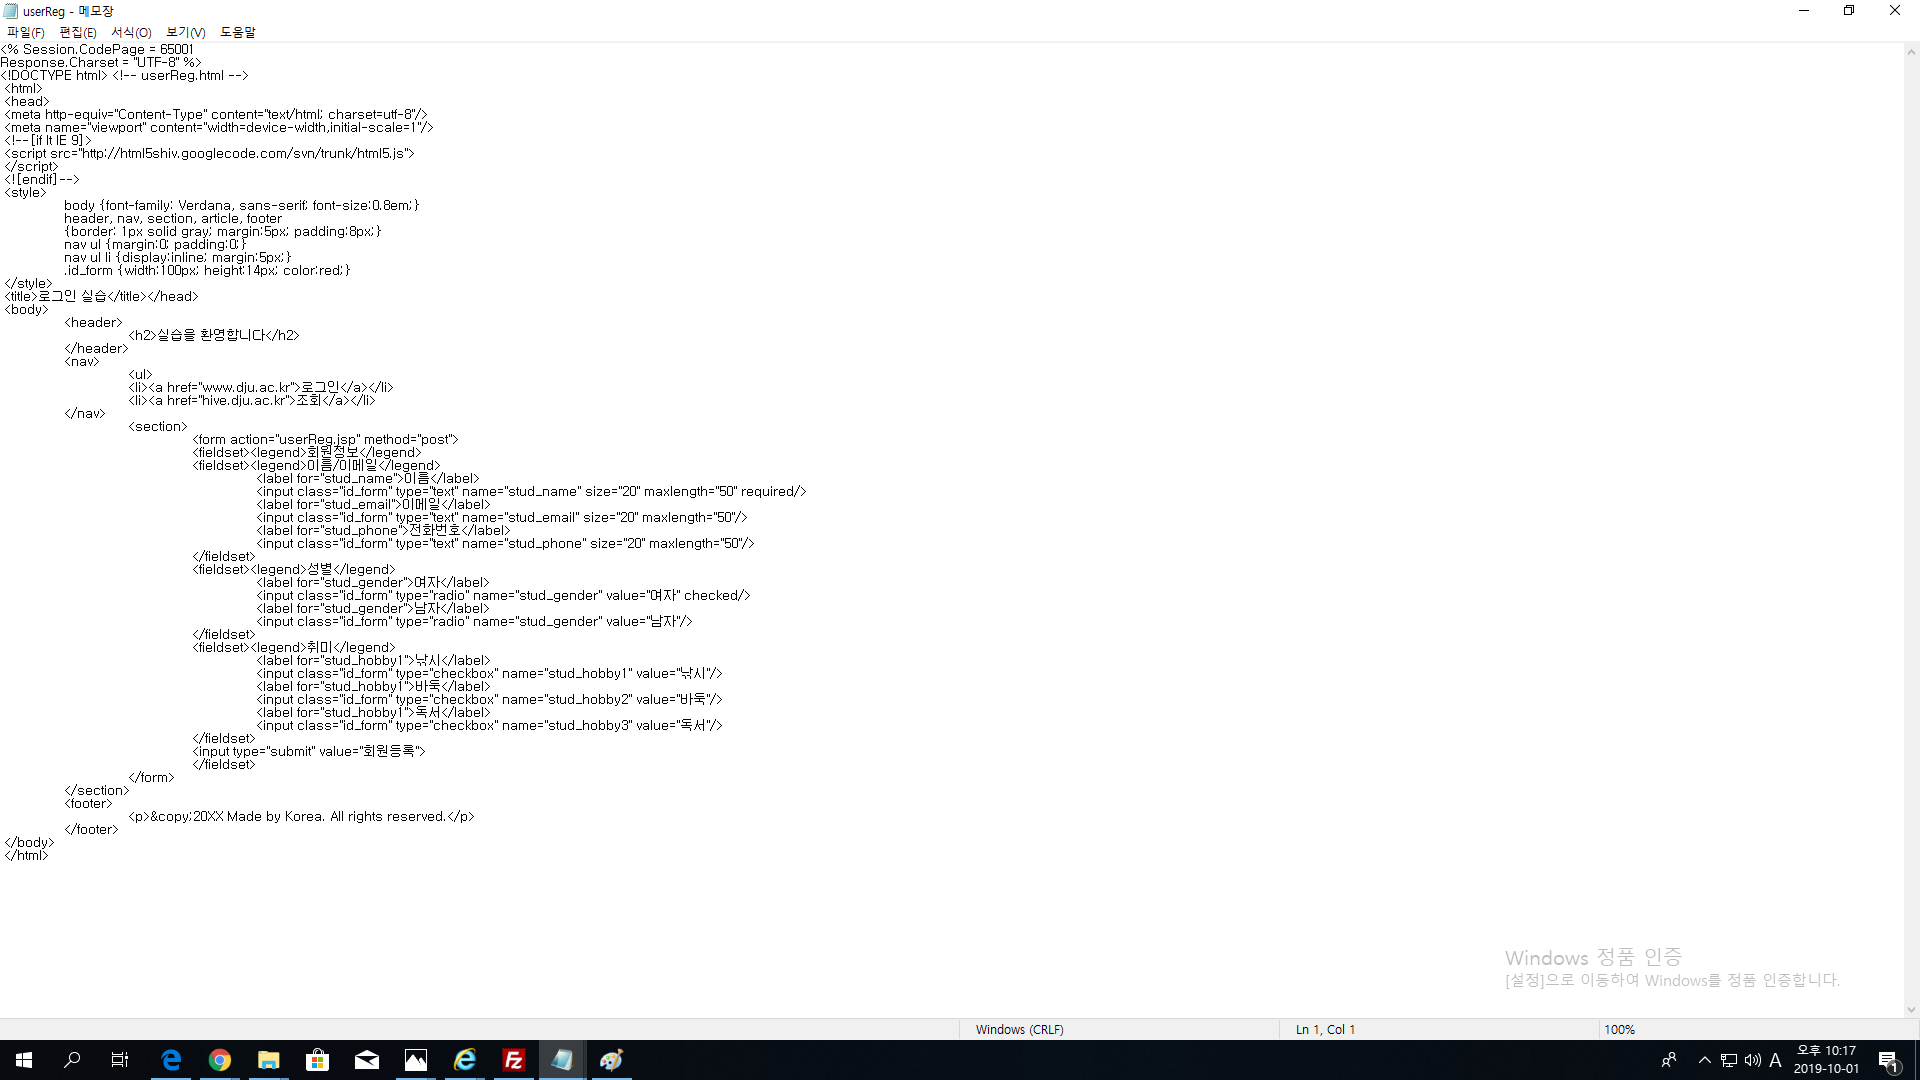 userReg - 메모장
파일(F) 편집(E) 서식(O) 보기(V) 도움말
<% Session.CodePage = 65001
Response.Charset = "UTF-8" %>
<!DOCTYPE html> <!-- userReg.html -->
<html>
<head>
<meta http-equiv="Content-Type" content="text/html; charset=utf-8"/>
<meta name="viewport" content="width=device-width,initial-scale=1"/>
<!--[if lt IE 9]>
<script src="http://html5shiv.googlecode.com/svn/trunk/html5.js">
</script>
<![endif]-->
<style>
body {font-family: Verdana, sans-serif; font-size:0.8em;}
header, nav, section, article, footer
{border: 1px solid gray; margin:5px; padding:8px;}
nav ul {margin:0; padding:0;}
nav ul li {display:inline; margin:5px;}
.id_form {width:100px; height:14px; color:red;}
</style>
<title>로그인 실습</title></head>
<body>
<header>
<h2>실습을 환영합니다</h2>
</header>
<nav>
<ul>
<li><a href="www.dju.ac.kr">로그인</a></li>
<li><a href="hive.dju.ac.kr">조회</a></li>
</nav>
<section>
<form action="userReg.jsp" method="post">
<fieldset><legend>회원정보</legend>
<fieldset><legend>이름/이메일</legend>
<label for="stud_name">이름</label>
<input class="id_form" type="text" name="stud_name" size="20" maxlength="50" required/>
<label for="stud_email">이메일</label>
<input class="id_form" type="text" name="stud_email" size="20" maxlength="50"/>
<label for="stud_phone">전화번호</label>
<input class="id_form" type="text" name="stud_phone" size="20" maxlength="50"/>
</fieldset>
<fieldset><legend>성별</legend>
<label for="stud_gender">여자</label>
<input class="id_form" type="radio" name="stud_gender" value="여자" checked/>
<label for="stud_gender">남자</label>
<input class="id_form" type="radio" name="stud_gender" value="남자"/>
</fieldset>
<fieldset><legend>취미</legend>
<label for="stud_hobby1">낚시</label>
<input class="id_form" type="checkbox" name="stud_hobby1" value="낚시"/>
<label for="stud_hobby1">바둑</label>
<input class="id_form" type="checkbox" name="stud_hobby2" value="바둑"/>
<label for="stud_hobby1">독서</label>
<input class="id_form" type="checkbox" name="stud_hobby3" value="독서"/>
</fieldset>
<input type="submit" value="회원등록">
</fieldset>
</form>
</section>
<footer>
<p>&copy;20XX Made by Korea. All rights reserved.</p>
</footer>
</body>
</html>
Windows 정품 인증
[설정]으로 이동하여 Windows를 정품 인증합니다.
Windows (CRLF) Ln 1, Col 1 100%
A 오후 10:17
2019-10-01
1